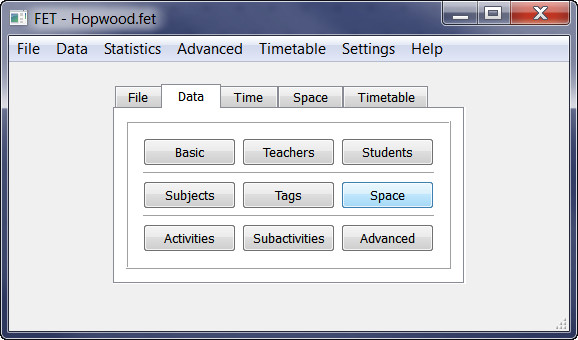 FET - Hopwood.fet
File Data Statistics Advanced Timetable Settings Help
File Data Time Space Timetable
Basic Teachers Students
Subjects Tags Space
Activities Subactivities Advanced